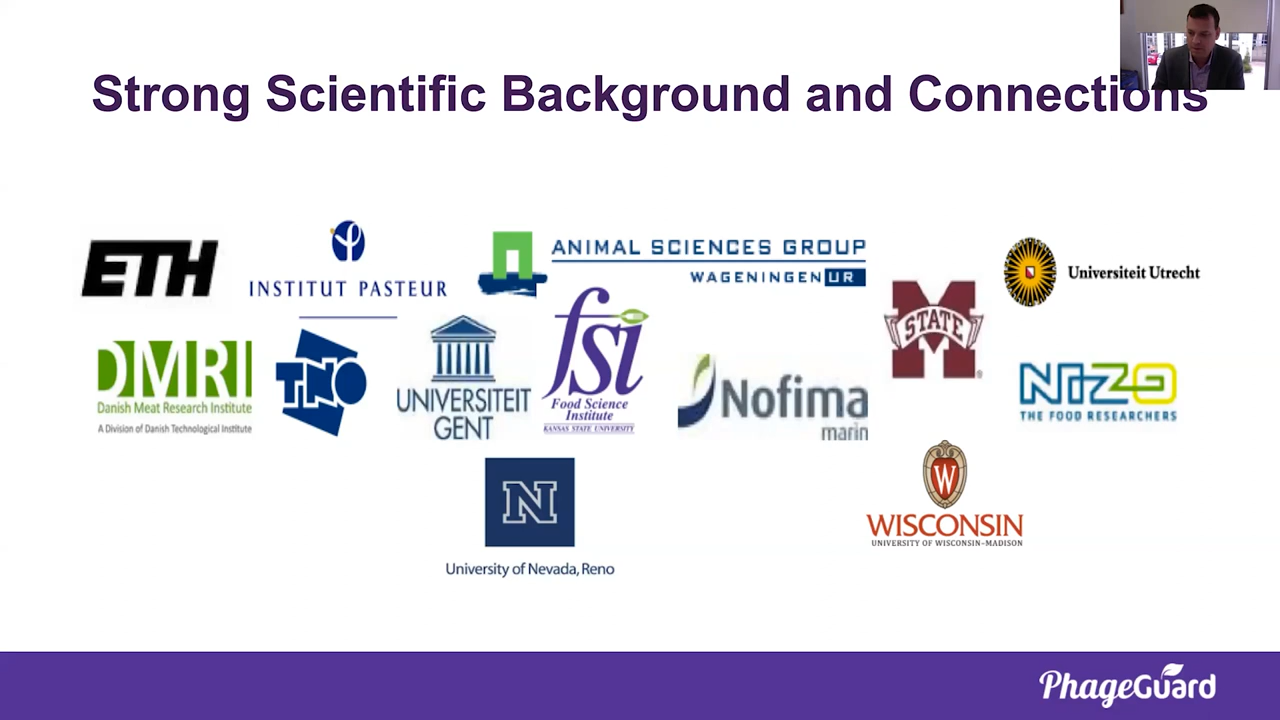 Strong Scientific Background and Connections
ETH
INSTITUT PASTEUR
ANIMAL SCIENCES GROUP
WAGENINGEN UR
Universiteit Utrecht
DMRI
Danish Meat Research Institute
A Division of Danish Technological Institute
TNO
UNIVERSITEIT
GENT
fsi
Food Science
Institute
KANSAS STATE UNIVERSITY
Nofima
marin
M
STATE
NIZO
THE FOOD RESEARCHERS
N
University of Nevada, Reno
W
WISCONSIN
UNIVERSITY OF WISCONSIN–MADISON
PhageGuard